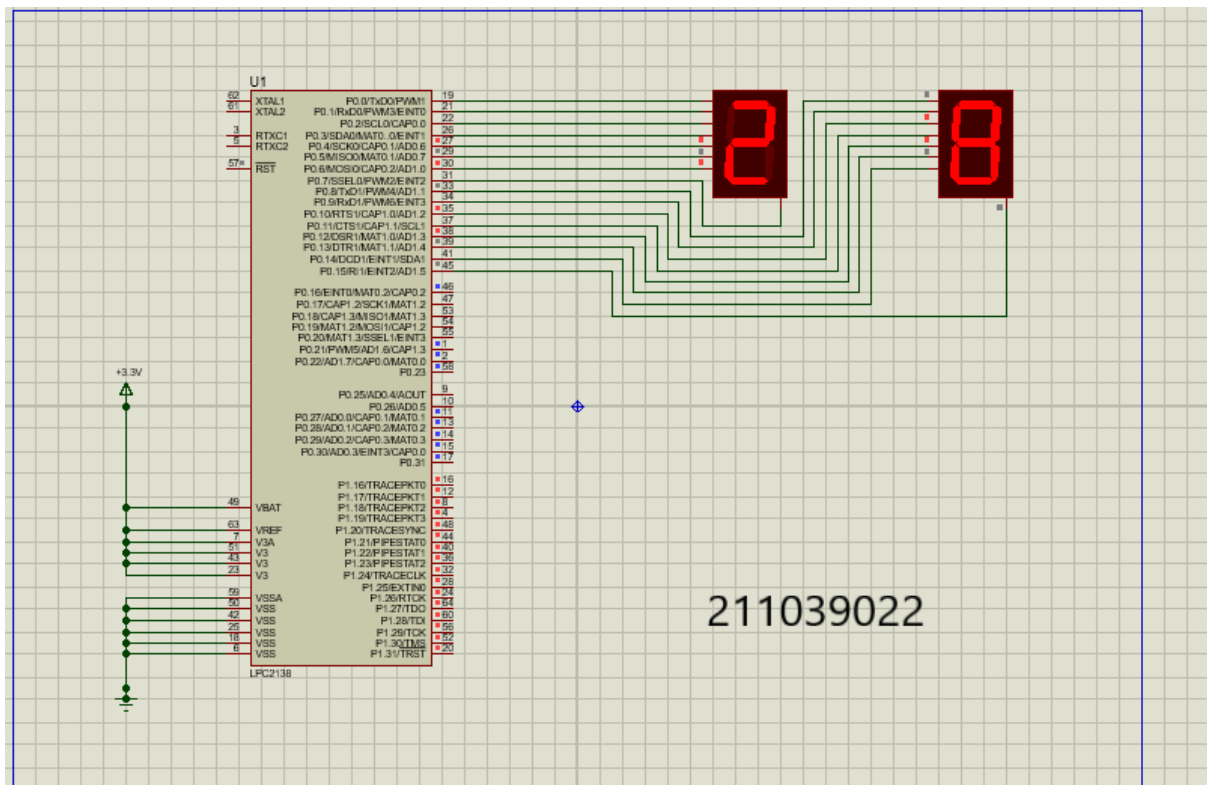 U1
62 XTAL1
61 XTAL2
3 RTXC1
5 RTXC2
57 RST
P0.0/TxD0/PWM1 19
P0.1/RxD0/PWM3/EINT0 21
P0.2/SCL0/CAP0.0 22
P0.3/SDA0/MAT0..0/EINT1 26
P0.4/SCK0/CAP0.1/AD0.6 27
P0.5/MISO0/MAT0.1/AD0.7 29
P0.6/MOSI0/CAP0.2/AD1.0 30
P0.7/SSEL0/PWM2/EINT2 31
P0.8/TxD1/PWM4/AD1.1 33
P0.9/RxD1/PWM6/EINT3 34
P0.10/RTS1/CAP1.0/AD1.2 35
P0.11/CTS1/CAP1.1/SCL1 37
P0.12/DSR1/MAT1.0/AD1.3 38
P0.13/DTR1/MAT1.1/AD1.4 39
P0.14/DCD1/EINT1/SDA1 41
P0.15/RI1/EINT2/AD1.5 45
P0.16/EINT0/MAT0.2/CAP0.2 46
P0.17/CAP1.2/SCK1/MAT1.2 47
P0.18/CAP1.3/MISO1/MAT1.3 53
P0.19/MAT1.2/MOSI1/CAP1.2 54
P0.20/MAT1.3/SSEL1/EINT3 55
P0.21/PWM5/AD1.6/CAP1.3 1
P0.22/AD1.7/CAP0.0/MAT0.0 2
P0.23 58
P0.25/AD0.4/AOUT 9
P0.26/AD0.5 10
P0.27/AD0.0/CAP0.1/MAT0.1 11
P0.28/AD0.1/CAP0.2/MAT0.2 13
P0.29/AD0.2/CAP0.3/MAT0.3 14
P0.30/AD0.3/EINT3/CAP0.0 15
P0.31 17
P1.16/TRACEPKT0 16
P1.17/TRACEPKT1 12
P1.18/TRACEPKT2 8
P1.19/TRACEPKT3 4
P1.20/TRACESYNC 48
P1.21/PIPESTAT0 44
P1.22/PIPESTAT1 40
P1.23/PIPESTAT2 36
P1.24/TRACECLK 32
P1.25/EXTIN0 28
P1.26/RTCK 24
P1.27/TDO 64
P1.28/TDI 60
P1.29/TCK 56
P1.30/TMS 52
P1.31/TRST 20
+3.3V
49 VBAT
63 VREF
7 V3A
51 V3
43 V3
23 V3
59 VSSA
50 VSS
42 VSS
25 VSS
18 VSS
6 VSS
LPC2138
2
211039022